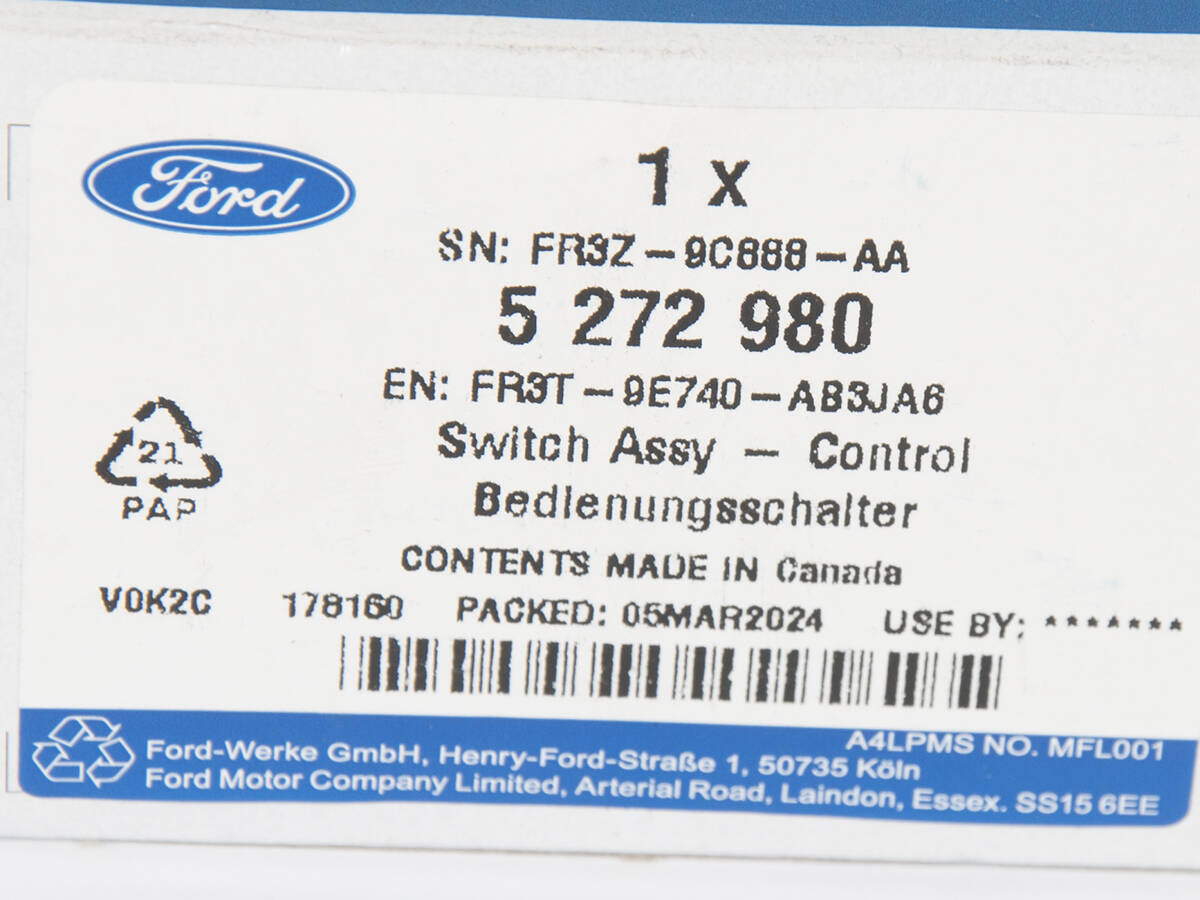 Ford
1 x
SN: FR3Z-9C888-AA
5 272 980
EN: FR3T-9E740-AB3JA6
Switch Assy - Control
Bedienungsschalter
21
PAP
CONTENTS MADE IN Canada
V0K2C 178160 PACKED: 05MAR2024 USE BY: *******
A4LPMS NO. MFL001
Ford-Werke GmbH, Henry-Ford-Straße 1, 50735 Köln
Ford Motor Company Limited, Arterial Road, Laindon, Essex. SS15 6EE